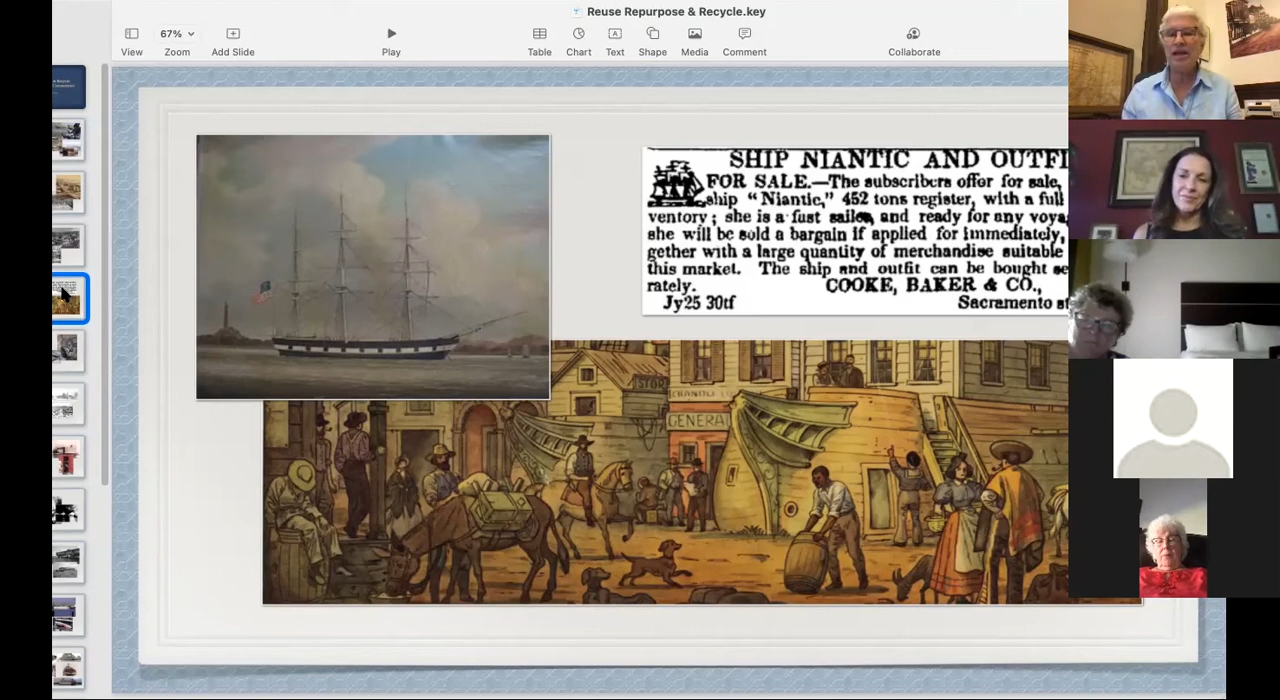 Reuse Repurpose & Recycle.key
67%
View
Zoom
Add Slide
Play
Table
Chart
Text
Shape
Media
Comment
Collaborate
SHIP NIANTIC AND OUTFI
FOR SALE.—The subscribers offer for sale,
ship "Niantic," 452 tons register, with a full
ventory; she is a fast sailer, and ready for any voya
she will be sold a bargain if applied for immediately,
gether with a large quantity of merchandise suitable
this market. The ship and outfit can be bought se
rately. COOKE, BAKER & CO.,
Jy25 30tf Sacramento st
STOR
GENERAL